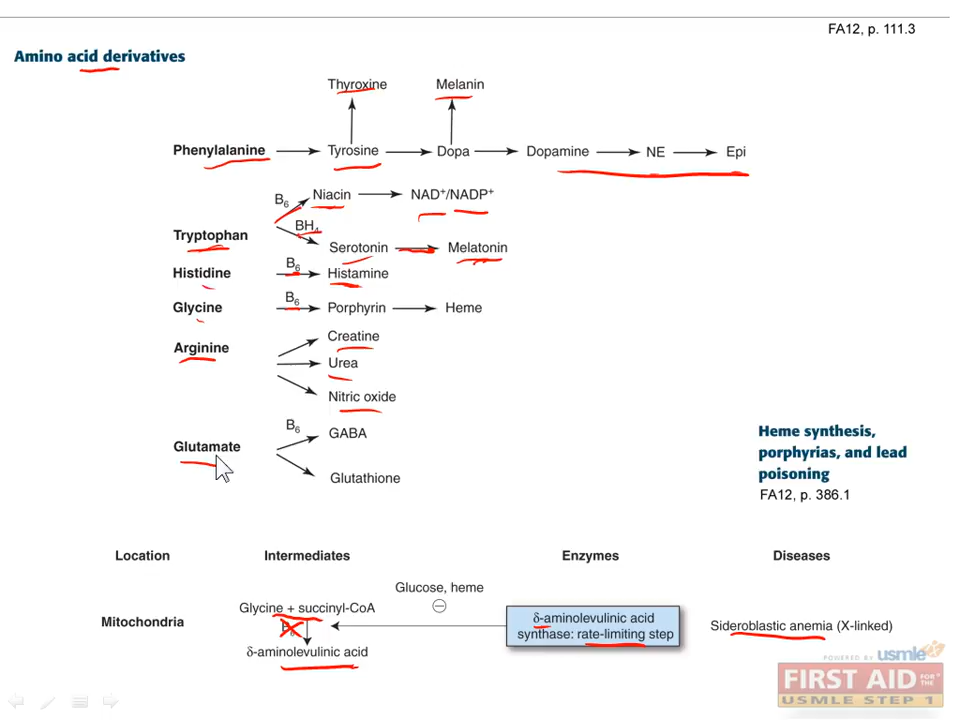 FA12, p. 111.3
Amino acid derivatives
Thyroxine Melanin
Phenylalanine Tyrosine Dopa Dopamine NE Epi
B6 Niacin NAD+/NADP+
BH4
Tryptophan
Serotonin Melatonin
Histidine B6 Histamine
Glycine B6 Porphyrin Heme
Creatine
Arginine
Urea
Nitric oxide
B6 GABA
Glutamate
Glutathione
Heme synthesis,
porphyrias, and lead
poisoning
FA12, p. 386.1
Location Intermediates Enzymes Diseases
Glucose, heme
Glycine + succinyl-CoA
Mitochondria
B6
δ-aminolevulinic acid
δ-aminolevulinic acid
synthase: rate-limiting step
Sideroblastic anemia (X-linked)
POWERED BY usmle
FIRST AID FOR THE
USMLE STEP 1